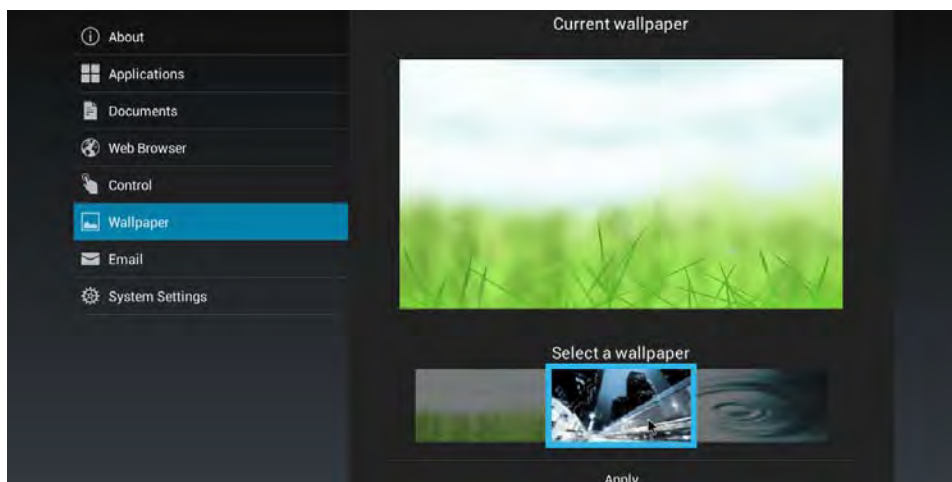 About
Applications
Documents
Web Browser
Control
Wallpaper
Email
System Settings
Current wallpaper
Select a wallpaper
Apply